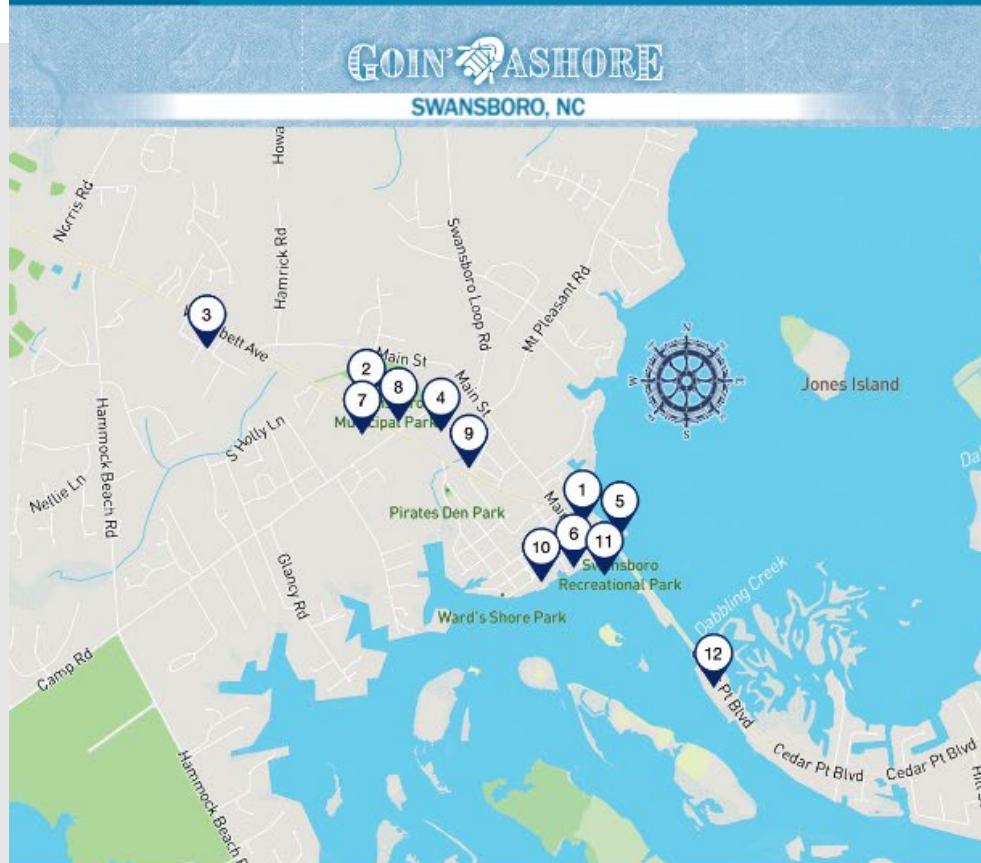 GOIN' ASHORE
SWANSBORO, NC
Norris Rd
Howa
Hamrick Rd
Swansboro Loop Rd
Mt Pleasant Rd
3
bett Ave
Main St
2
8
7
4
Main St
Municipal Park
9
N
W
E
S
Jones Island
Da
S Holly Ln
Hammock Beach Rd
Nellie Ln
Pirates Den Park
1
5
Mai
6
11
10
Swansboro
Recreational Park
Glancy Rd
Ward's Shore Park
Dabbling Creek
12
Pt Blvd
Camp Rd
Cedar Pt Blvd
Cedar Pt Blvd
Hammock Beach R